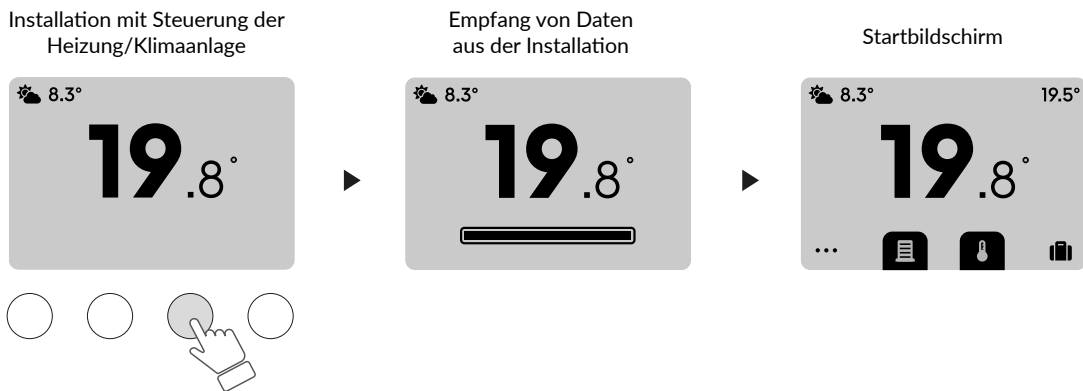 Installation mit Steuerung der
Heizung/Klimaanlage
8.3°
19.8°
Empfang von Daten
aus der Installation
8.3°
19.8°
Startbildschirm
8.3° 19.5°
19.8°
...